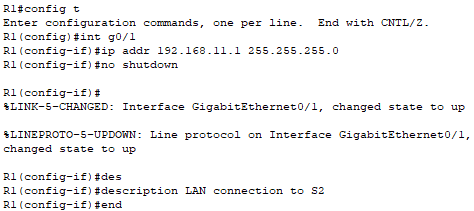 R1#config t
Enter configuration commands, one per line.  End with CNTL/Z.
R1(config)#int g0/1
R1(config-if)#ip addr 192.168.11.1 255.255.255.0
R1(config-if)#no shutdown
R1(config-if)#
%LINK-5-CHANGED: Interface GigabitEthernet0/1, changed state to up
%LINEPROTO-5-UPDOWN: Line protocol on Interface GigabitEthernet0/1,
changed state to up
R1(config-if)#des
R1(config-if)#description LAN connection to S2
R1(config-if)#end